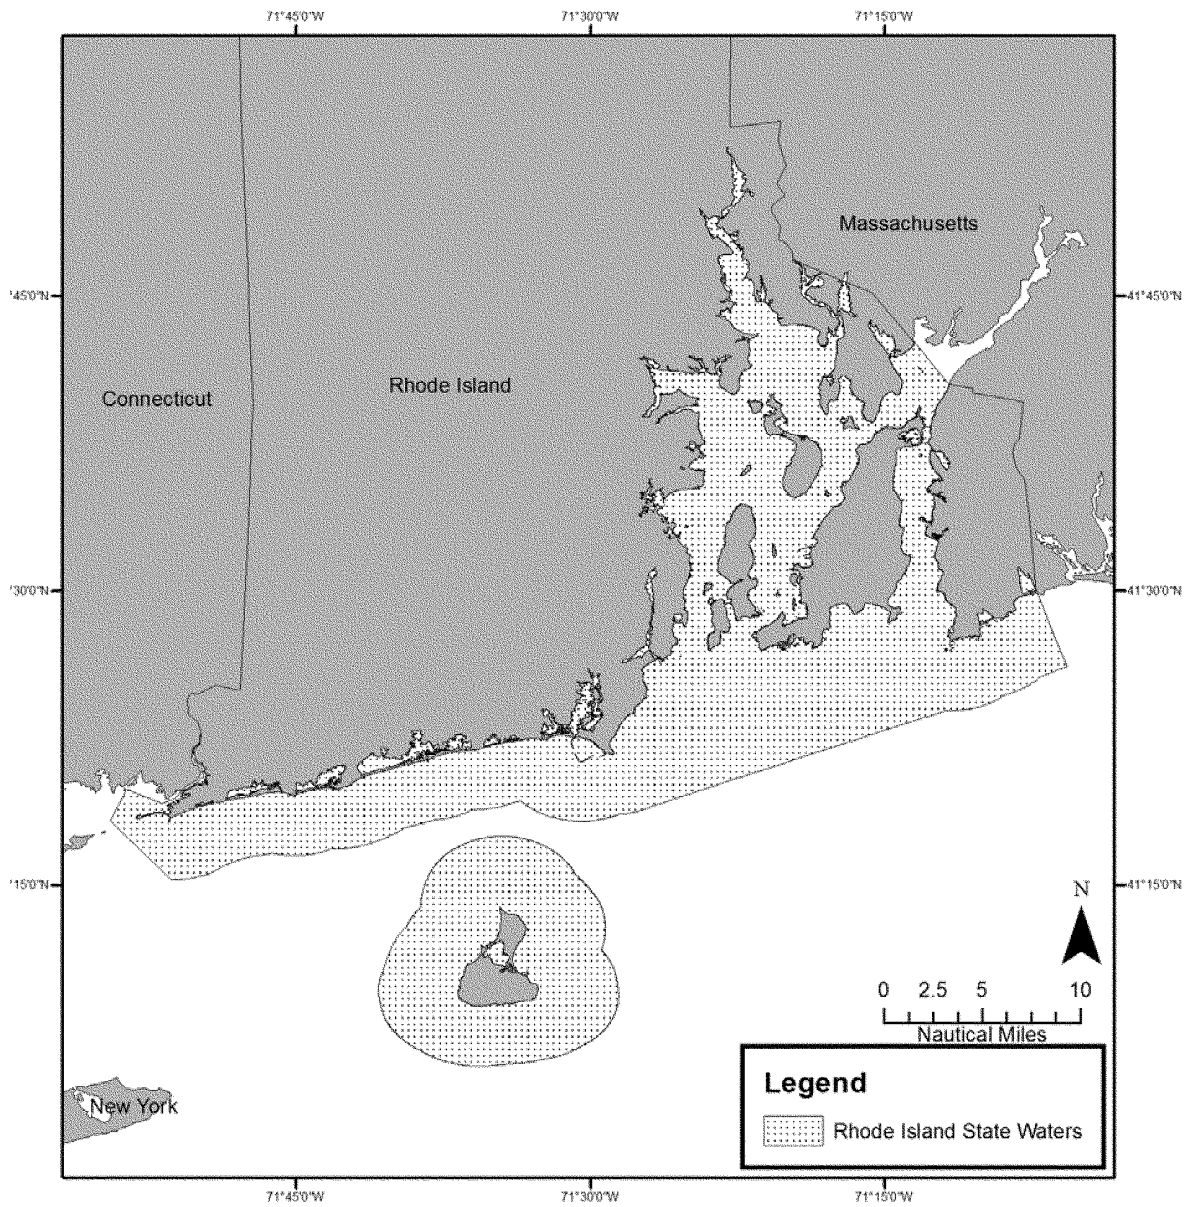 71°45'0"W 71°30'0"W 71°15'0"W
Massachusetts
'45'0"N 41°45'0"N
Rhode Island
Connecticut
'30'0"N 41°30'0"N
'15'0"N 41°15'0"N
N
0 2.5 5 10
Nautical Miles
Legend
New York
Rhode Island State Waters
71°45'0"W 71°30'0"W 71°15'0"W